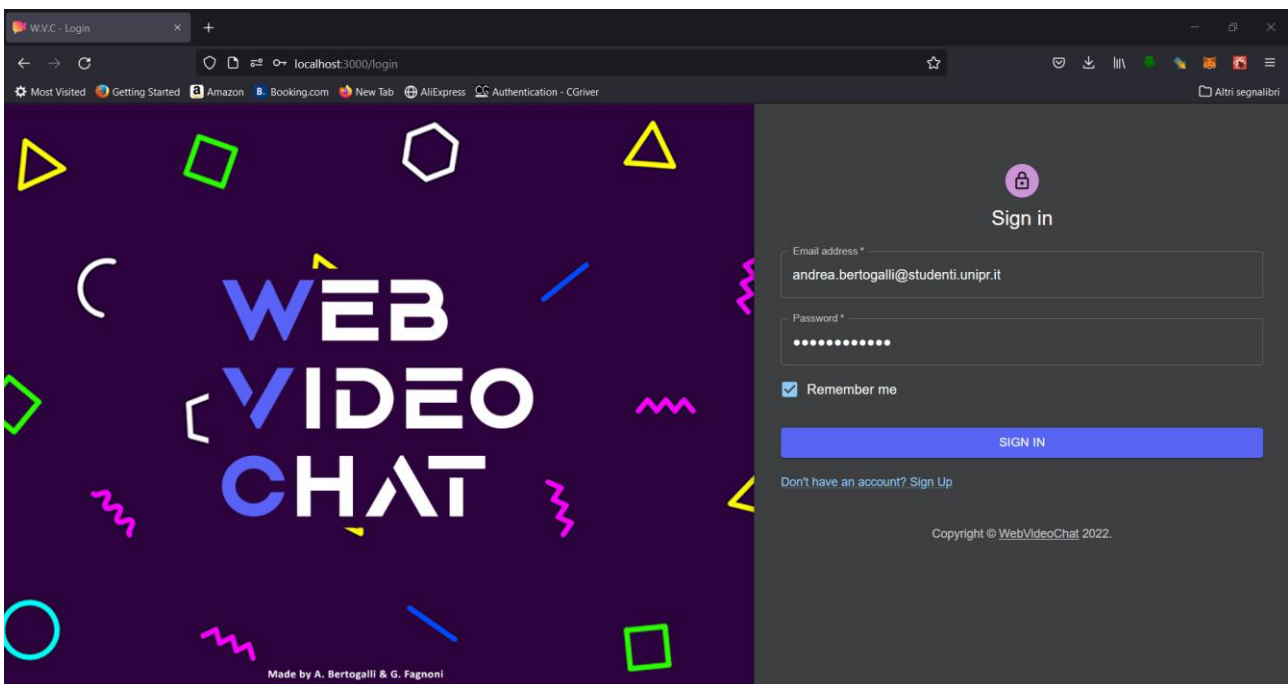 W.V.C - Login
localhost:3000/login
Most Visited Getting Started Amazon Booking.com New Tab AliExpress Authentication - CGriver Altri segnalibri
WEB
VIDEO
CHAT
Made by A. Bertogalli & G. Fagnoni
Sign in
Email address *
andrea.bertogalli@studenti.unipr.it
Password *
••••••••••••
Remember me
SIGN IN
Don't have an account? Sign Up
Copyright © WebVideoChat 2022.